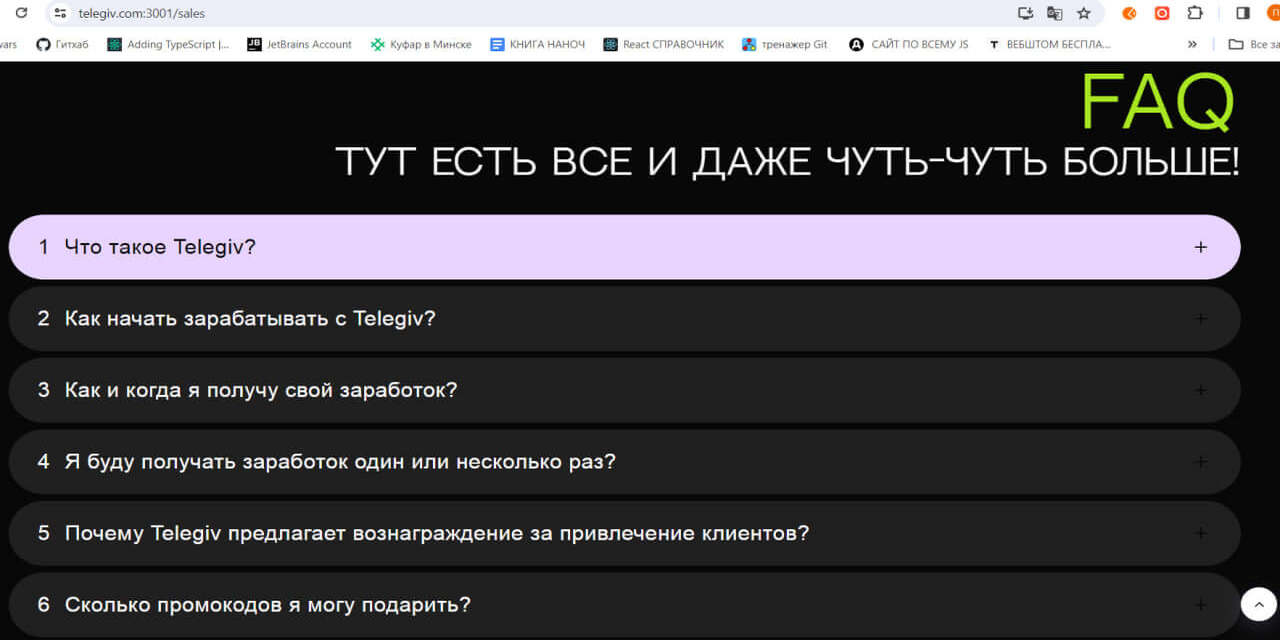 telegiv.com:3001/sales
wars Гитхаб Adding TypeScript |... JetBrains Account Куфар в Минске КНИГА НАНОЧ React СПРАВОЧНИК тренажер Git САЙТ ПО ВСЕМУ JS ВЕБШТОМ БЕСПЛА... » Все за
FAQ
ТУТ ЕСТЬ ВСЕ И ДАЖЕ ЧУТЬ-ЧУТЬ БОЛЬШЕ!
1 Что такое Telegiv? +
2 Как начать зарабатывать с Telegiv? +
3 Как и когда я получу свой заработок? +
4 Я буду получать заработок один или несколько раз? +
5 Почему Telegiv предлагает вознаграждение за привлечение клиентов? +
6 Сколько промокодов я могу подарить? +